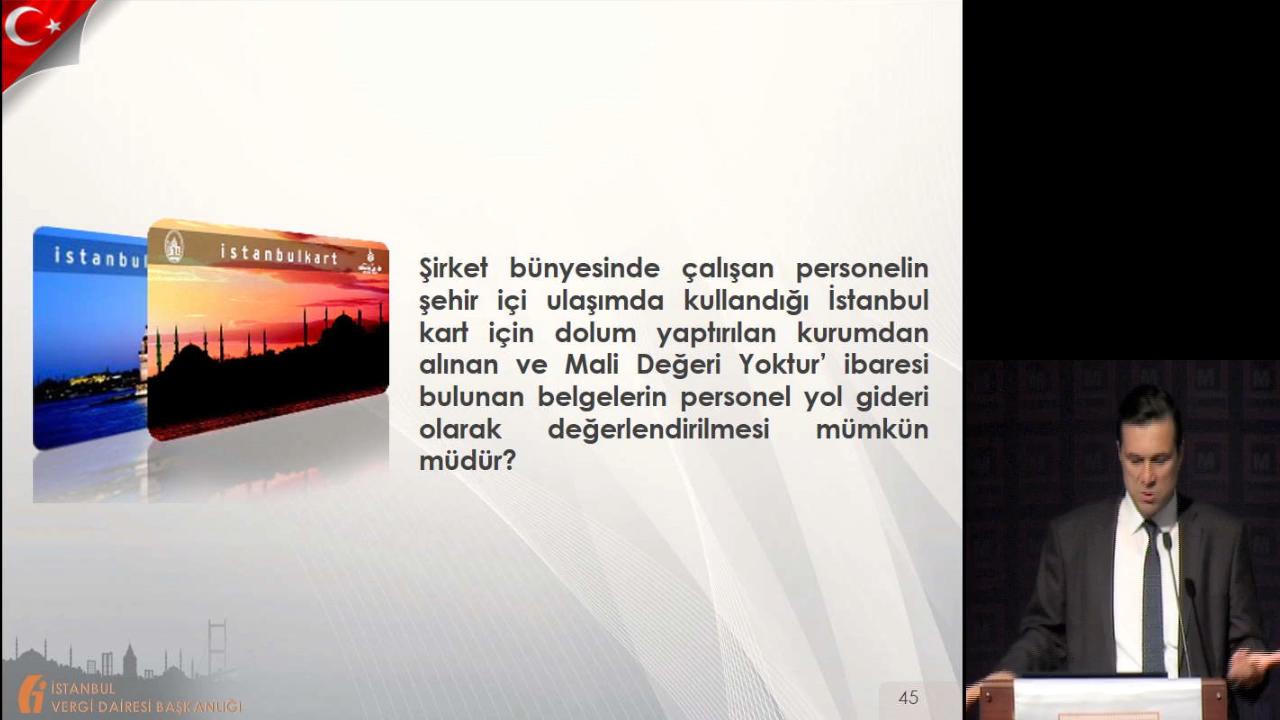 istanbul
istanbulkart
Şirket bünyesinde çalışan personelin
şehir içi ulaşımda kullandığı İstanbul
kart için dolum yaptırılan kurumdan
alınan ve Mali Değeri Yoktur’ ibaresi
bulunan belgelerin personel yol gideri
olarak değerlendirilmesi mümkün
müdür?
İSTANBUL
VERGİ DAİRESİ BAŞKANLIĞI
45